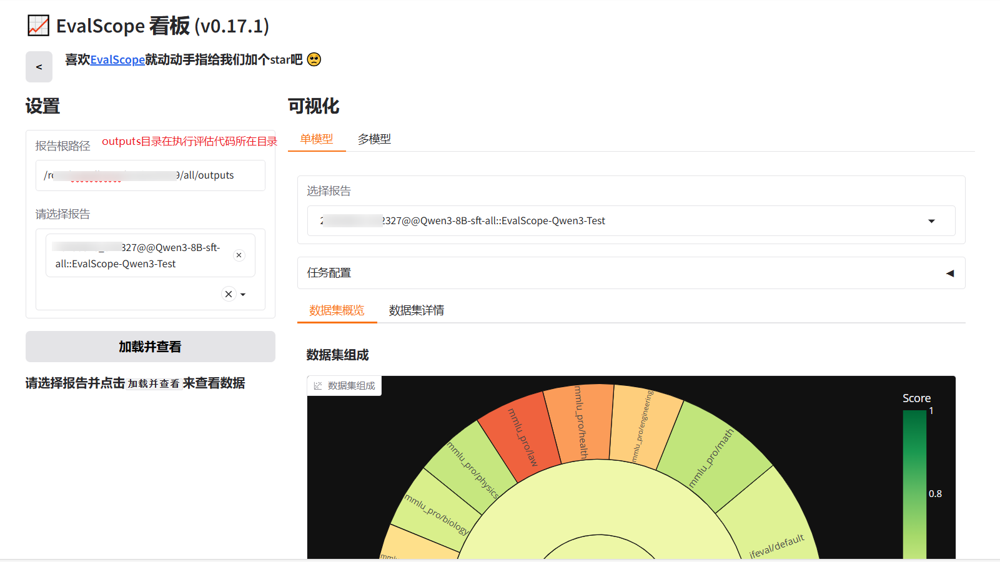 EvalScope 看板 (v0.17.1)
<
喜欢EvalScope就动动手指给我们加个star吧
设置
报告根路径
outputs目录在执行评估代码所在目录
/all/outputs
请选择报告
327@@Qwen3-8B-sft-
all::EvalScope-Qwen3-Test
加载并查看
请选择报告并点击加载并查看来查看数据
可视化
单模型 多模型
选择报告
2327@@Qwen3-8B-sft-all::EvalScope-Qwen3-Test
任务配置
数据集概览 数据集详情
数据集组成
数据集组成
mmlu_pro/biology
mmlu_pro/physics
mmlu_pro/law
mmlu_pro/health
mmlu_pro/engineering
mmlu_pro/math
ifeval/default
Score
1
0.8